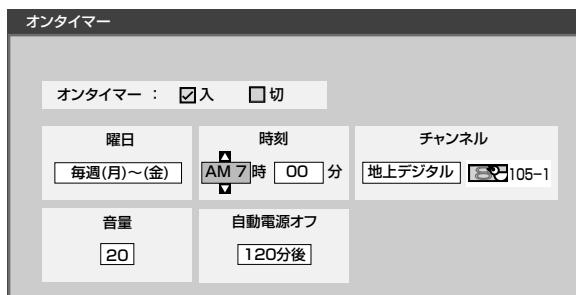 オンタイマー
オンタイマー : 入 切
曜日
毎週(月)~(金)
時刻
AM 7 時 00 分
チャンネル
地上デジタル 105-1
音量
20
自動電源オフ
120分後